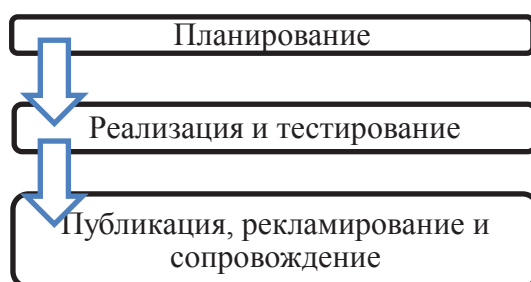 Планирование
Реализация и тестирование
Публикация, рекламирование и
сопровождение